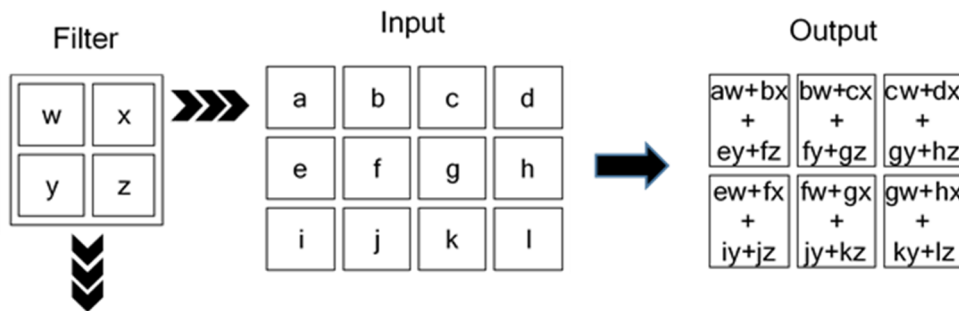 Filter
Input
Output
w x
y z
a b c d
e f g h
i j k l
aw+bx bw+cx cw+dx
+ + +
ey+fz fy+gz gy+hz
ew+fx fw+gx gw+hx
+ + +
iy+jz jy+kz ky+lz